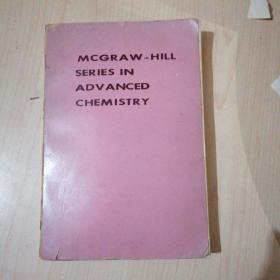 MCGRAW-HILL
SERIES IN
ADVANCED
CHEMISTRY